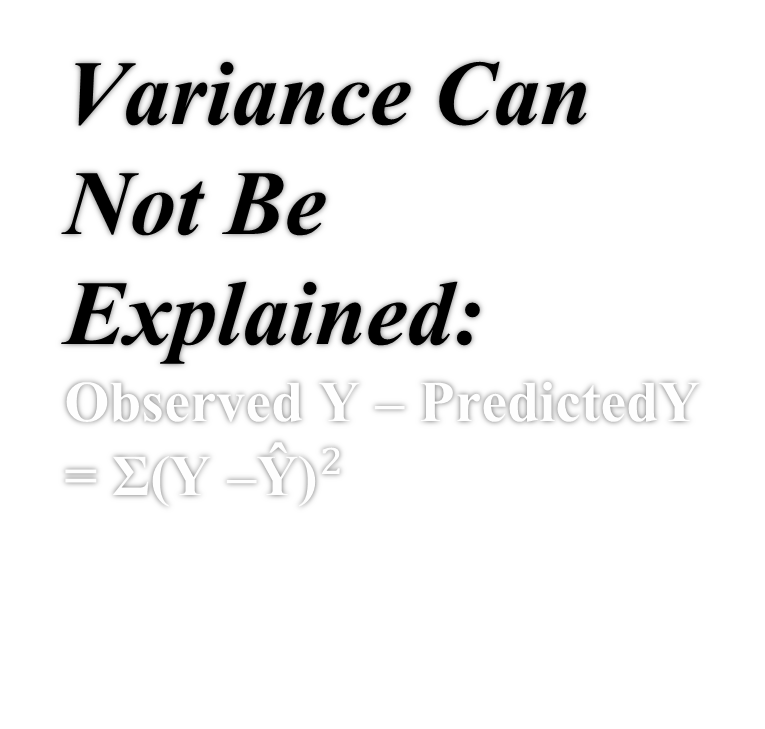 Variance Can
Not Be
Explained:
Observed Y – PredictedY
= Σ(Y –Ŷ)²